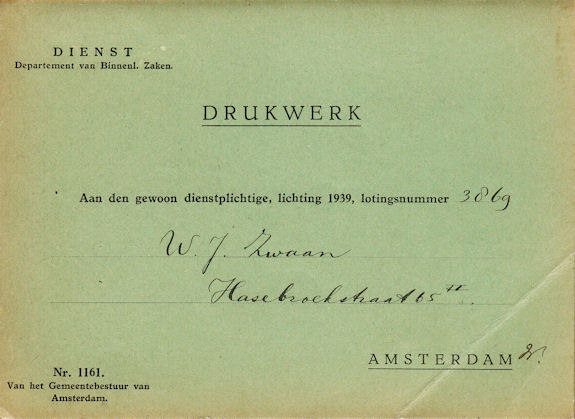 DIENST
Departement van Binnenl. Zaken.
DRUKWERK
Aan den gewoon dienstplichtige, lichting 1939, lotingsnummer 3869
W. J. Zwaan
Hasebroekstraat 65 II.
AMSTERDAM W.
Nr. 1161.
Van het Gemeentebestuur van
Amsterdam.